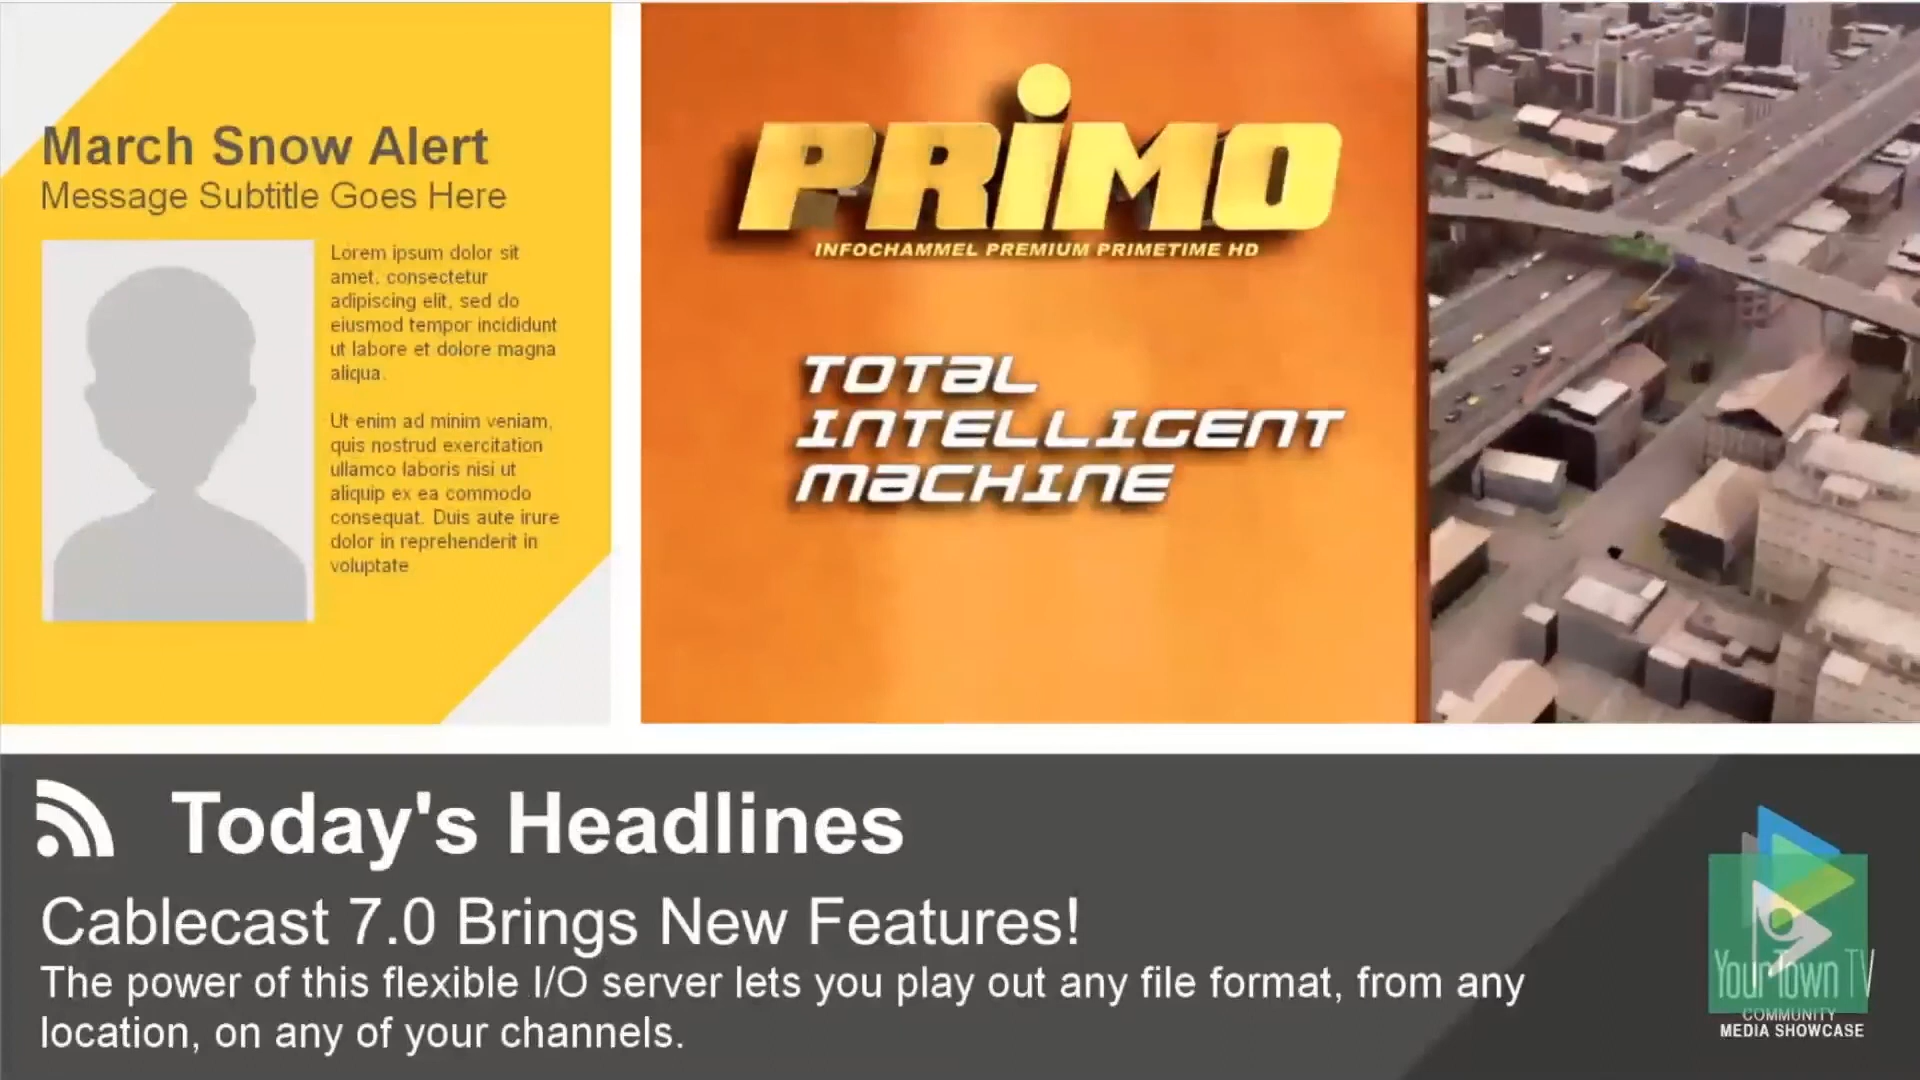 March Snow Alert
Message Subtitle Goes Here
Lorem ipsum dolor sit
amet, consectetur
adipiscing elit, sed do
eiusmod tempor incididunt
ut labore et dolore magna
aliqua.
Ut enim ad minim veniam,
quis nostrud exercitation
ullamco laboris nisi ut
aliquip ex ea commodo
consequat. Duis aute irure
dolor in reprehenderit in
voluptate
PRiMO
INFOCHAMMEL PREMIUM PRIMETIME HD
TOTAL
INTELLIGENT
MACHINE
Today's Headlines
Cablecast 7.0 Brings New Features!
The power of this flexible I/O server lets you play out any file format, from any
location, on any of your channels.
YourTown TV
COMMUNITY
MEDIA SHOWCASE